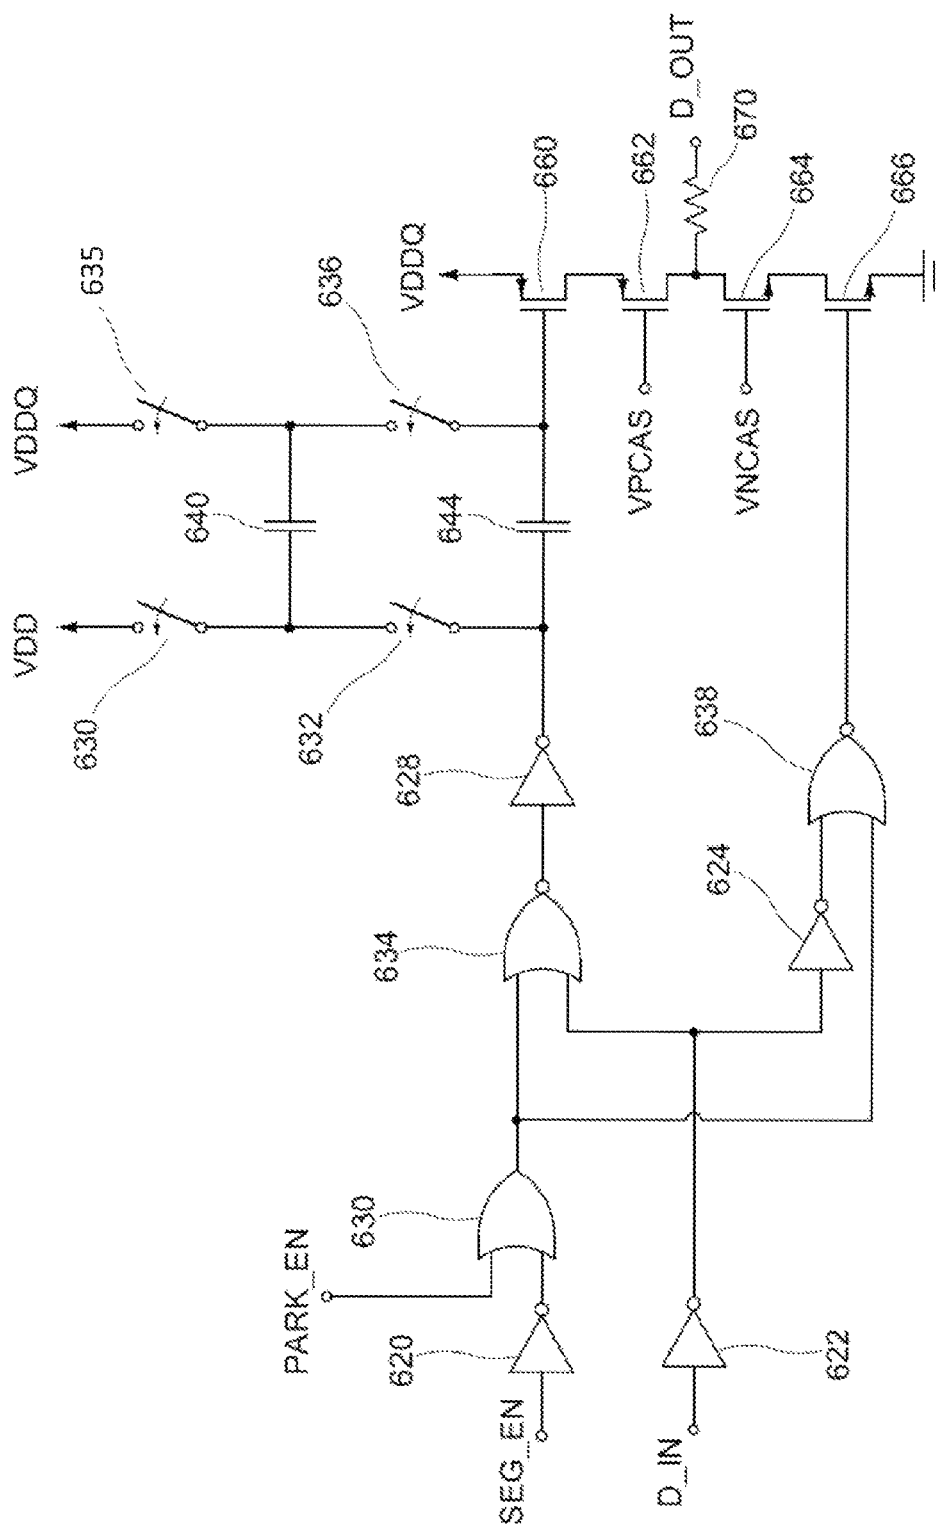 VDD
VDDQ
630
635
640
632
636
VDDQ
644
628
660
D_OUT
662
670
VPCAS
664
VNCAS
666
PARK_EN
630
634
638
624
620
SEG_EN
622
D_IN